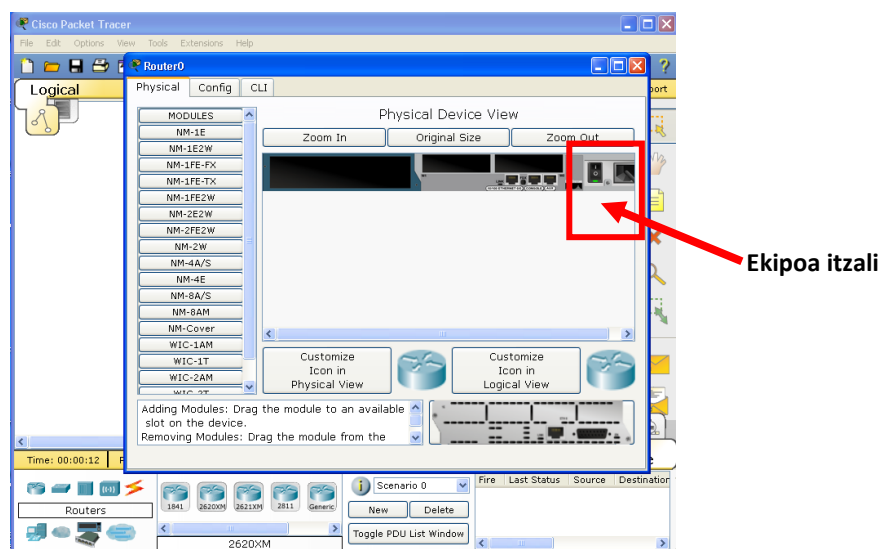 Cisco Packet Tracer
File Edit Options View Tools Extensions Help
Router0
Logical
Physical Config CLI
port
MODULES
NM-1E
NM-1E2W
NM-1FE-FX
NM-1FE-TX
NM-1FE2W
NM-2E2W
NM-2FE2W
NM-2W
NM-4A/S
NM-4E
NM-8A/S
NM-8AM
NM-Cover
WIC-1AM
WIC-1T
WIC-2AM
WIC-2T
Physical Device View
Zoom In Original Size Zoom Out
Ekipoa itzali
Customize
Icon in
Physical View
Customize
Icon in
Logical View
Adding Modules: Drag the module to an available
slot on the device.
Removing Modules: Drag the module from the
Time: 00:00:12
Routers
1841 2620XM 2621XM 2811 Generic
2620XM
Scenario 0
New Delete
Toggle PDU List Window
Fire Last Status Source Destination